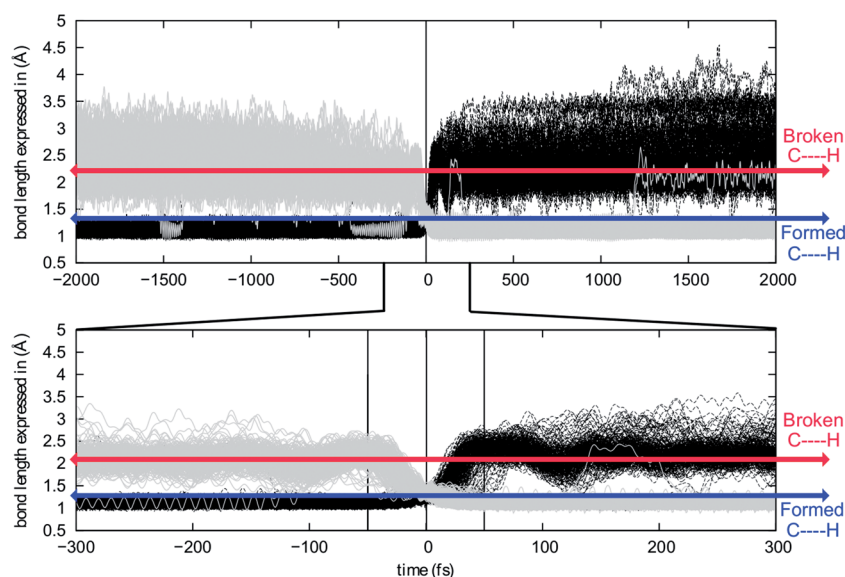 5
4.5
4
3.5
3
2.5
2
1.5
1
0.5
bond length expressed in (Å)
Broken
C----H
Formed
C----H
−2000 −1500 −1000 −500 0 500 1000 1500 2000
5
4.5
4
3.5
3
2.5
2
1.5
1
0.5
bond length expressed in (Å)
Broken
C----H
Formed
C----H
−300 −200 −100 0 100 200 300
time (fs)